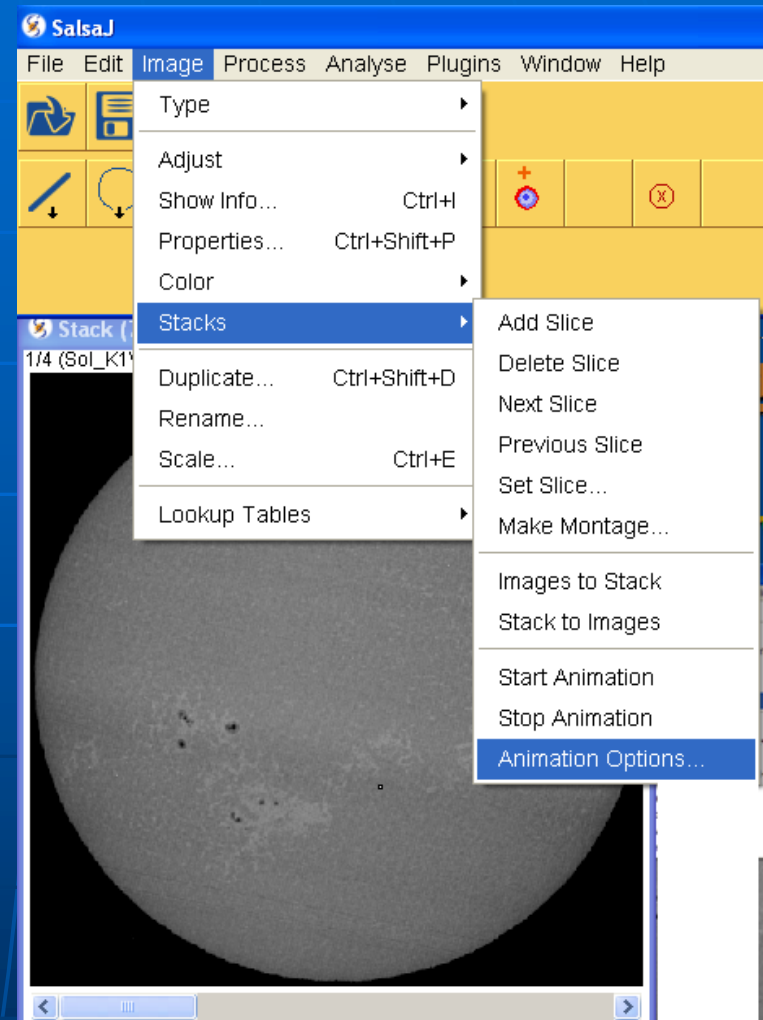 SalsaJ
File Edit Image Process Analyse Plugins Window Help
Type
Adjust
Show Info... Ctrl+I
Properties... Ctrl+Shift+P
Color
Stacks
Duplicate... Ctrl+Shift+D
Rename...
Scale... Ctrl+E
Lookup Tables
Add Slice
Delete Slice
Next Slice
Previous Slice
Set Slice...
Make Montage...
Images to Stack
Stack to Images
Start Animation
Stop Animation
Animation Options...
Stack
1/4 (Sol_K1